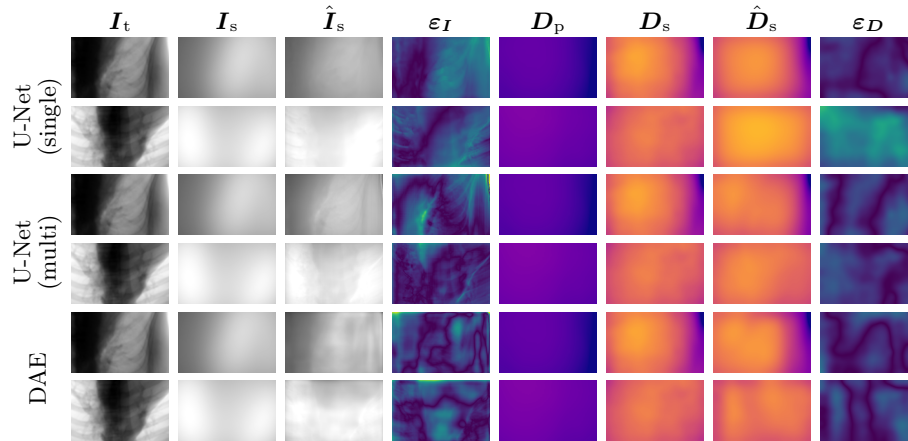 I_t I_s Î_s ε_I D_p D_s D̂_s ε_D
U-Net
(single)
U-Net
(multi)
DAE